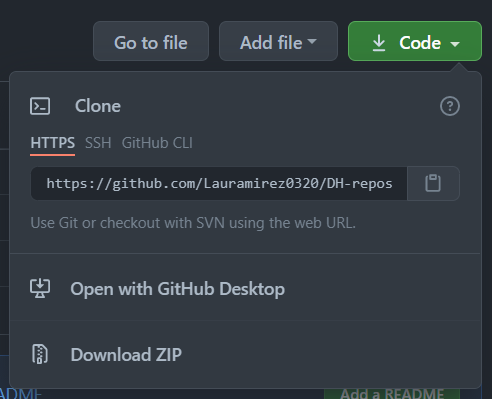 Go to file Add file Code
Clone
HTTPS SSH GitHub CLI
https://github.com/Lauramirez0320/DH-repos
Use Git or checkout with SVN using the web URL.
Open with GitHub Desktop
Download ZIP
ADME Add a README